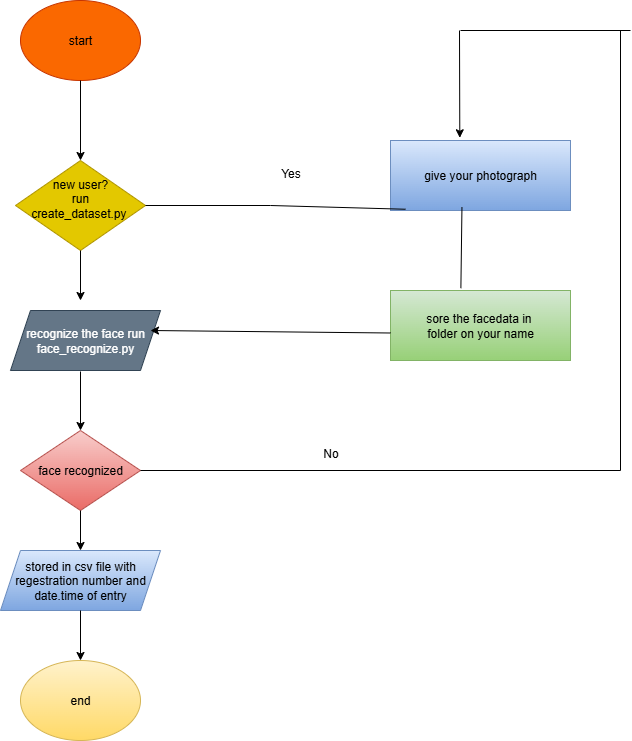 start
new user?
run
create_dataset.py
Yes
give your photograph
sore the facedata in
folder on your name
recognize the face run
face_recognize.py
face recognized
No
stored in csv file with
regestration number and
date.time of entry
end